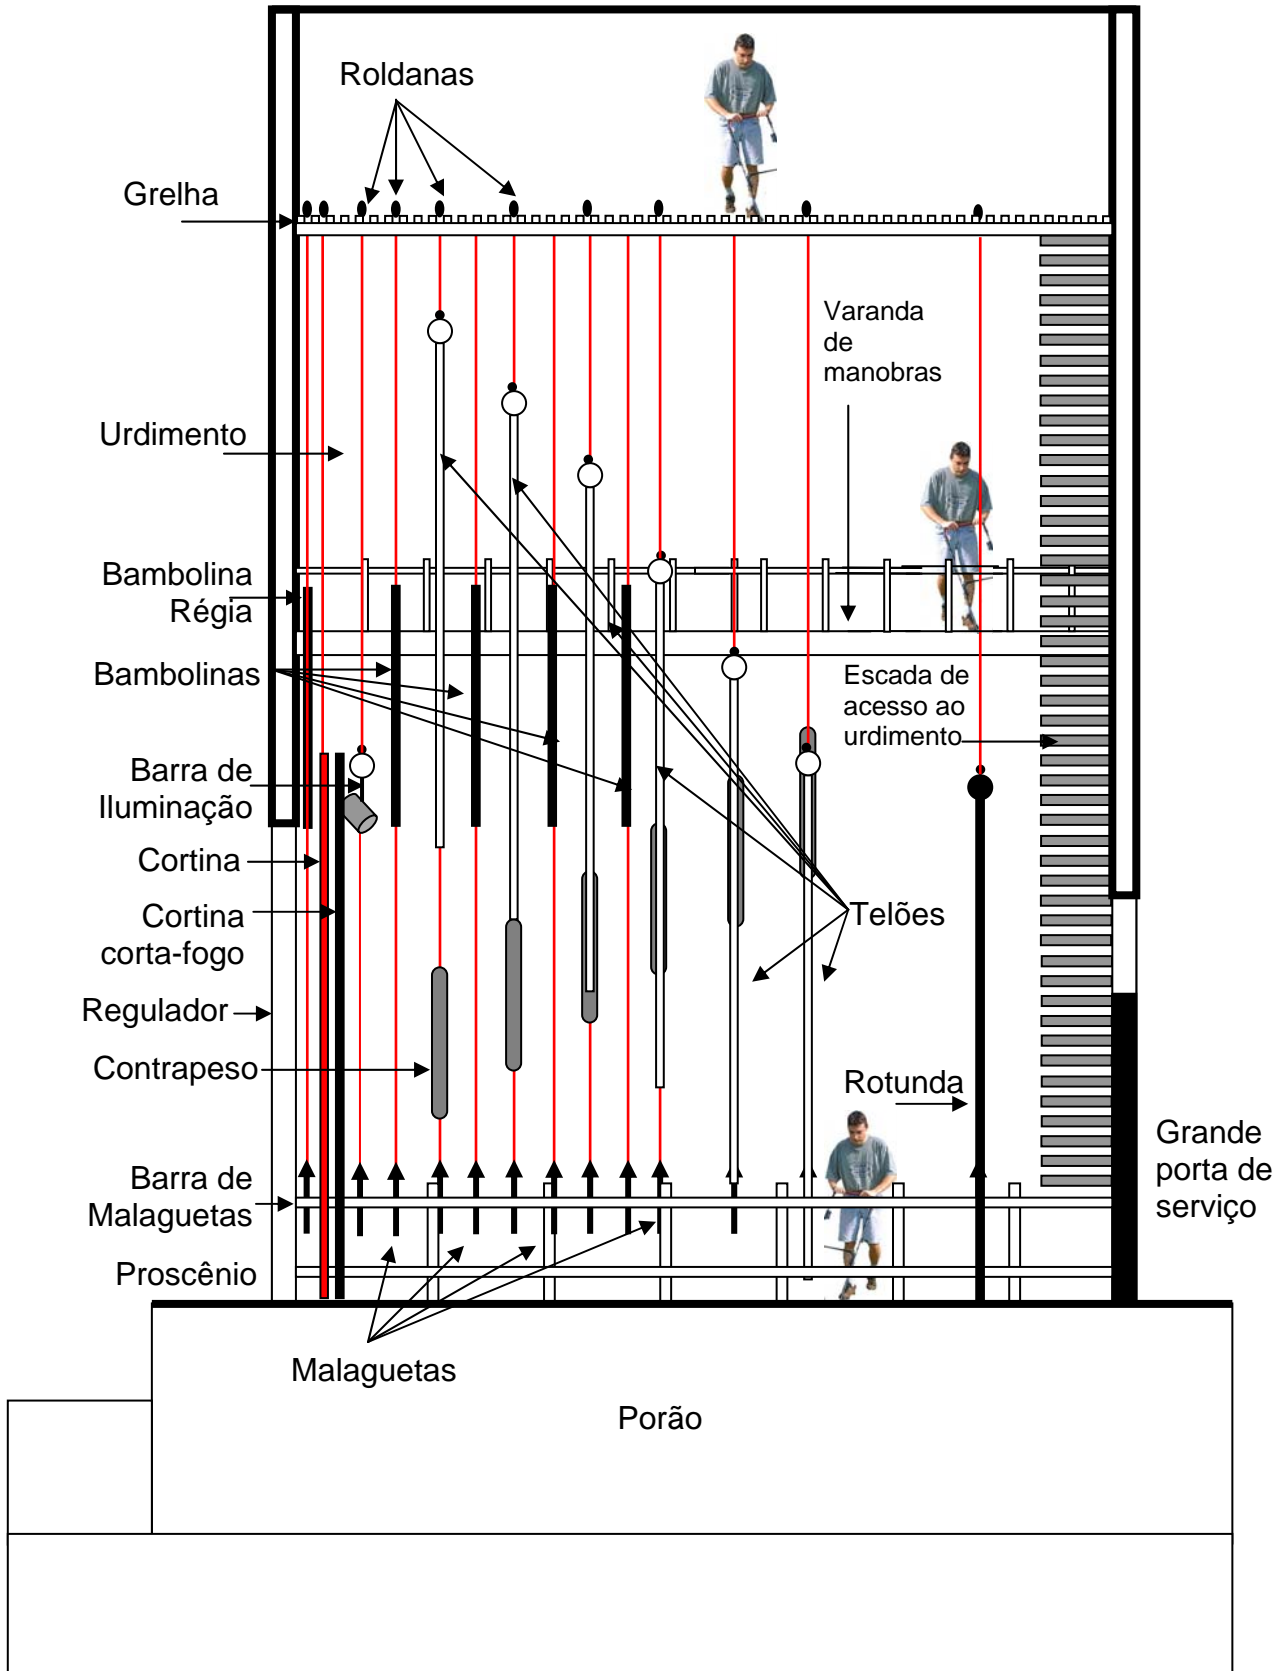 Roldanas
Grelha
Varanda
de
manobras
Urdimento
Bambolina
Régia
Bambolinas
Escada de
acesso ao
urdimento
Barra de
Iluminação
Cortina
Cortina
corta-fogo
Telões
Regulador
Contrapeso
Rotunda
Grande
porta de
serviço
Barra de
Malaguetas
Proscênio
Malaguetas
Porão